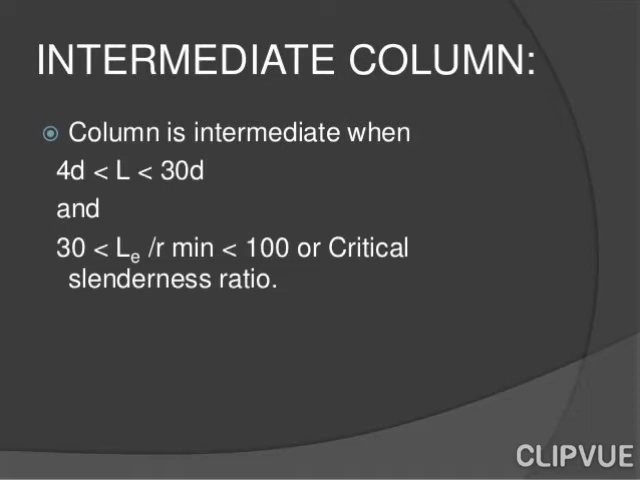 INTERMEDIATE COLUMN:
Column is intermediate when
4d < L < 30d
and
30 < Le /r min < 100 or Critical
slenderness ratio.
CLIPVUE